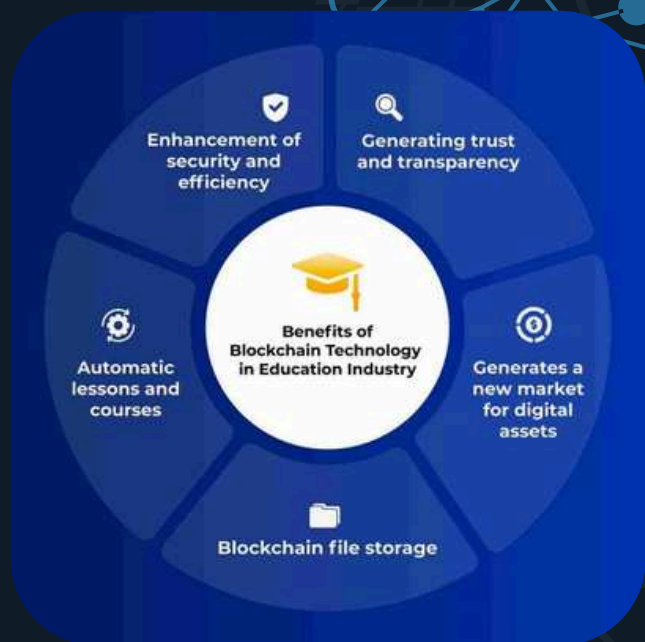 Enhancement of
security and
efficiency
Generating trust
and transparency
Benefits of
Blockchain Technology
in Education Industry
Automatic
lessons and
courses
Generates a
new market
for digital
assets
Blockchain file storage